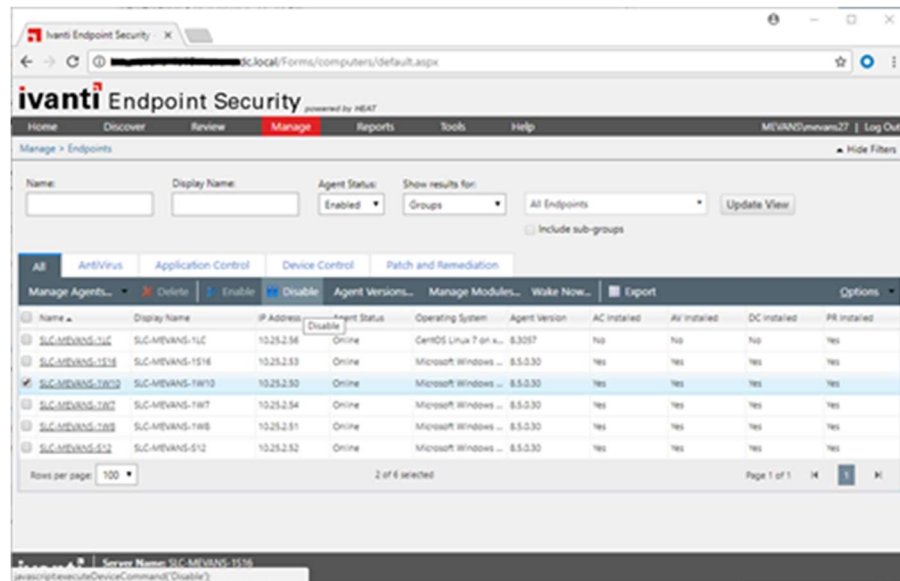 Ivanti Endpoint Security
dc.local/Forms/computers/default.aspx
ivanti Endpoint Security powered by HEAT
Home Discover Review Manage Reports Tools Help MEVANS\mevans27 | Log Out
Manage > Endpoints Hide Filters
Name: Display Name: Agent Status: Show results for:
Enabled Groups All Endpoints Update View
Include sub-groups
All AntiVirus Application Control Device Control Patch and Remediation
Manage Agents... Delete Enable Disable Agent Versions... Manage Modules... Wake Now... Export Options
Name Display Name IP Address Agent Status Operating System Agent Version AC Installed AV Installed DC Installed PR Installed
Disable
SLC-MEVANS-1LC SLC-MEVANS-1LC 10.25.2.56 Online CentOS Linux 7 on x... 8.3057 No No No Yes
SLC-MEVANS-1S16 SLC-MEVANS-1S16 10.25.2.53 Online Microsoft Windows ... 8.5.0.30 Yes Yes Yes Yes
SLC-MEVANS-1W10 SLC-MEVANS-1W10 10.25.2.50 Online Microsoft Windows ... 8.5.0.30 Yes Yes Yes Yes
SLC-MEVANS-1W7 SLC-MEVANS-1W7 10.25.2.54 Online Microsoft Windows ... 8.5.0.30 Yes Yes Yes Yes
SLC-MEVANS-1W8 SLC-MEVANS-1W8 10.25.2.51 Online Microsoft Windows ... 8.5.0.30 Yes Yes Yes Yes
SLC-MEVANS-S12 SLC-MEVANS-S12 10.25.2.52 Online Microsoft Windows ... 8.5.0.30 Yes Yes Yes Yes
Rows per page: 100 2 of 6 selected Page 1 of 1 1
Server Name: SLC-MEVANS-1S16
javascript:executeDeviceCommand('Disable');